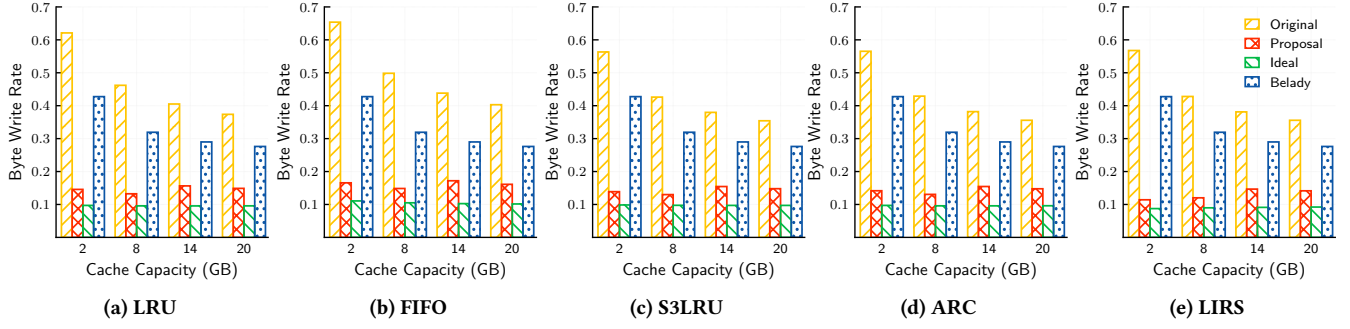 0.7
0.6
0.5
0.4
0.3
0.2
0.1
Byte Write Rate
2 8 14 20
Cache Capacity (GB)
(a) LRU
0.7
0.6
0.5
0.4
0.3
0.2
0.1
Byte Write Rate
2 8 14 20
Cache Capacity (GB)
(b) FIFO
0.7
0.6
0.5
0.4
0.3
0.2
0.1
Byte Write Rate
2 8 14 20
Cache Capacity (GB)
(c) S3LRU
0.7
0.6
0.5
0.4
0.3
0.2
0.1
Byte Write Rate
2 8 14 20
Cache Capacity (GB)
(d) ARC
0.7
0.6
0.5
0.4
0.3
0.2
0.1
Byte Write Rate
Original
Proposal
Ideal
Belady
2 8 14 20
Cache Capacity (GB)
(e) LIRS